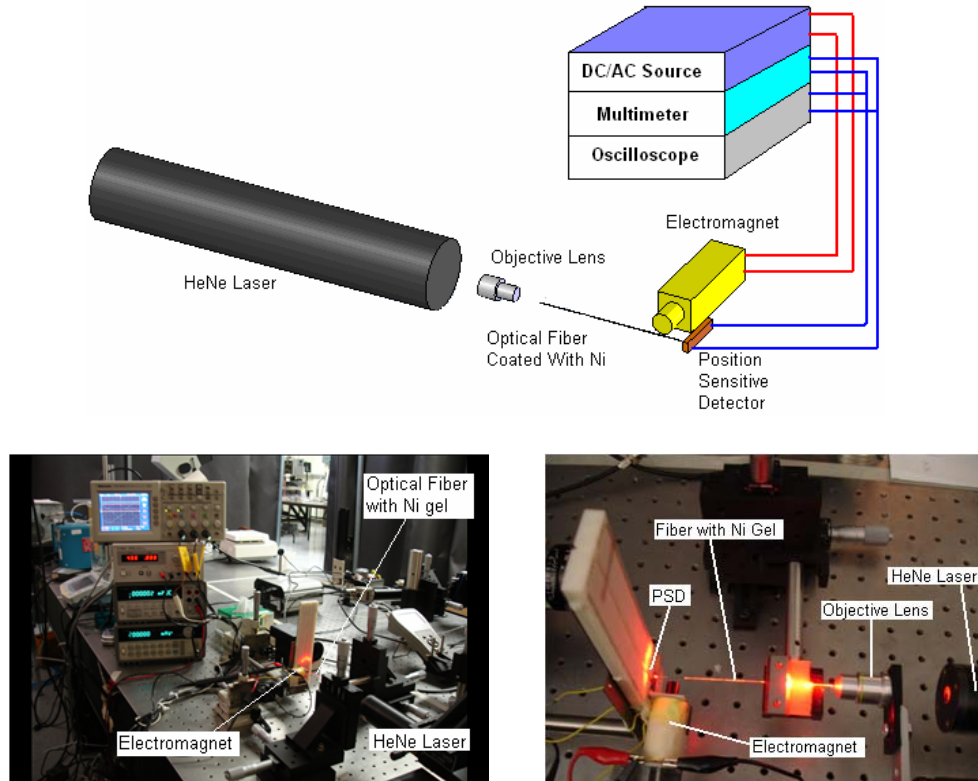 DC/AC Source
Multimeter
Oscilloscope
Electromagnet
Objective Lens
HeNe Laser
Optical Fiber
Coated With Ni
Position
Sensitive
Detector
Optical Fiber
with Ni gel
Electromagnet
HeNe Laser
Fiber with Ni Gel
PSD
HeNe Laser
Objective Lens
Electromagnet